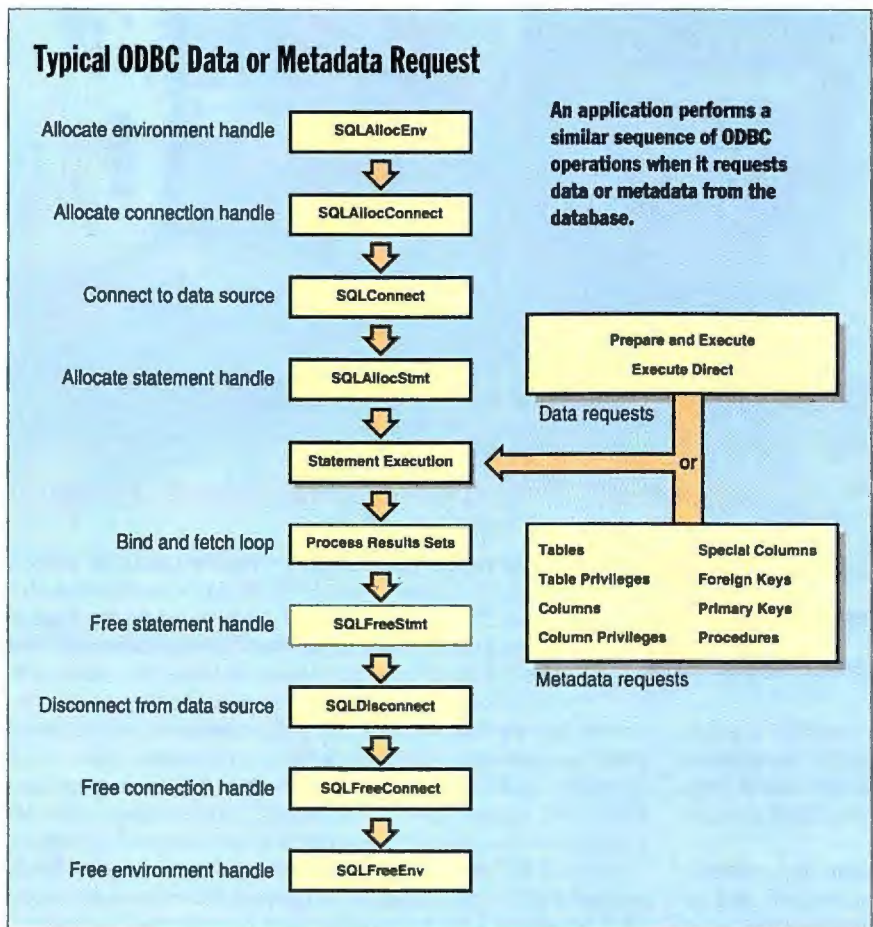 Typical ODBC Data or Metadata Request
An application performs a
similar sequence of ODBC
operations when it requests
data or metadata from the
database.
Allocate environment handle
SQLAllocEnv
Allocate connection handle
SQLAllocConnect
Connect to data source
SQLConnect
Allocate statement handle
SQLAllocStmt
Statement Execution
Bind and fetch loop
Process Results Sets
Free statement handle
SQLFreeStmt
Disconnect from data source
SQLDisconnect
Free connection handle
SQLFreeConnect
Free environment handle
SQLFreeEnv
Prepare and Execute
Execute Direct
Data requests
or
Tables
Table Privileges
Columns
Column Privileges
Special Columns
Foreign Keys
Primary Keys
Procedures
Metadata requests